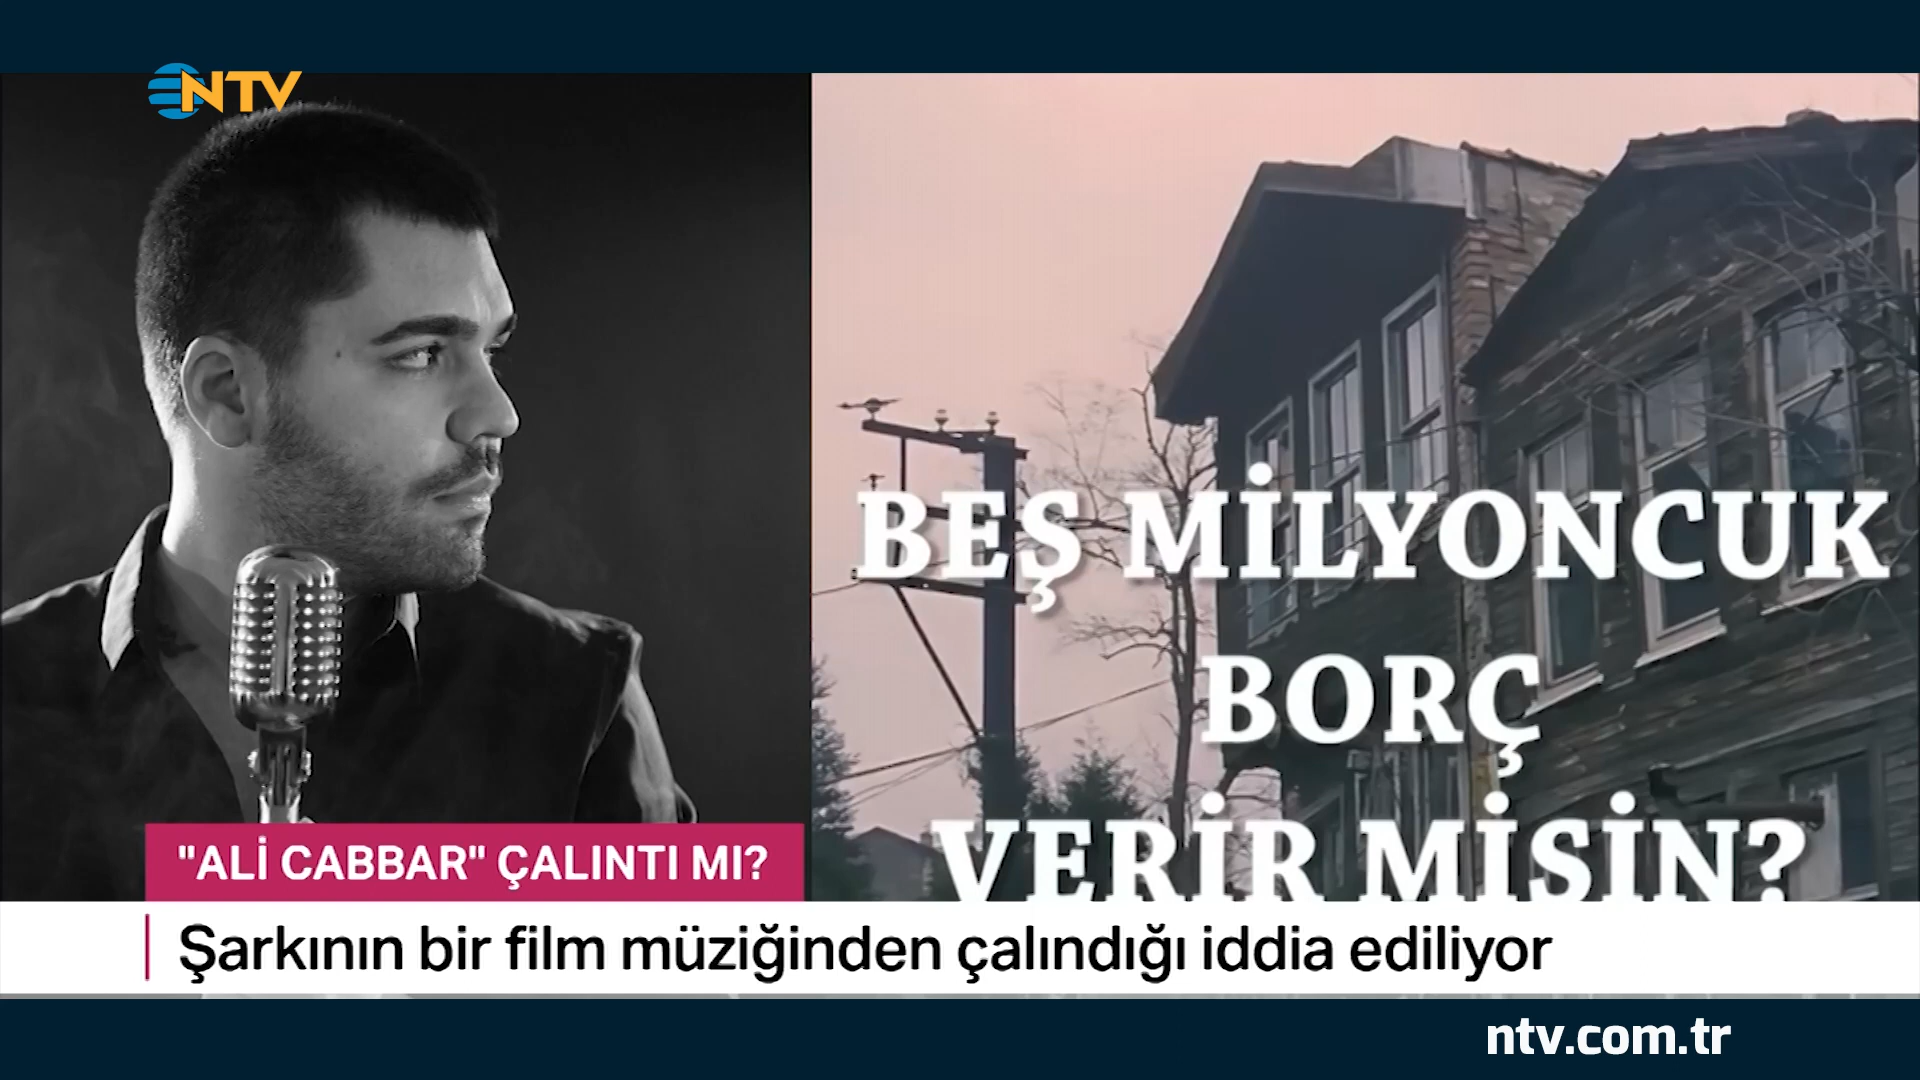 NTV
BEŞ MİLYONCUK
BORÇ
VERİR MİSİN?
"ALİ CABBAR" ÇALINTI MI?
Şarkının bir film müziğinden çalındığı iddia ediliyor
ntv.com.tr